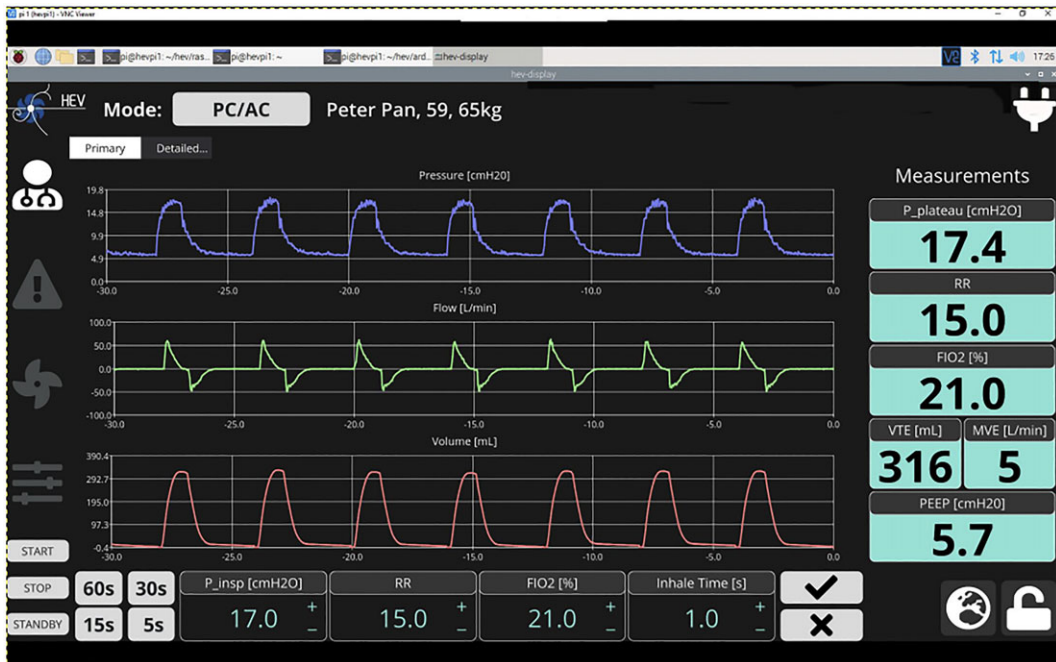 pi 1 (hevpi1) - VNC Viewer
pi@hevpi1: ~/hev/ras... pi@hevpi1: ~ pi@hevpi1: ~/hev/ard... hev-display 17:26
hev-display
HEV Mode: PC/AC Peter Pan, 59, 65kg
Primary Detailed...
Pressure [cmH20]
19.8
14.8
9.9
4.9
0.0
-30.0 -25.0 -20.0 -15.0 -10.0 -5.0 0.0
Flow [L/min]
100.0
50.0
0.0
-50.0
-100.0
-30.0 -25.0 -20.0 -15.0 -10.0 -5.0 0.0
Volume [mL]
390.4
292.7
195.0
97.3
-0.4
-30.0 -25.0 -20.0 -15.0 -10.0 -5.0 0.0
Measurements
P_plateau [cmH2O]
17.4
RR
15.0
FIO2 [%]
21.0
VTE [mL] MVE [L/min]
316 5
PEEP [cmH20]
5.7
START
STOP
STANDBY
60s 30s
15s 5s
P_insp [cmH2O] RR FIO2 [%] Inhale Time [s]
17.0 + − 15.0 + − 21.0 + − 1.0 + −